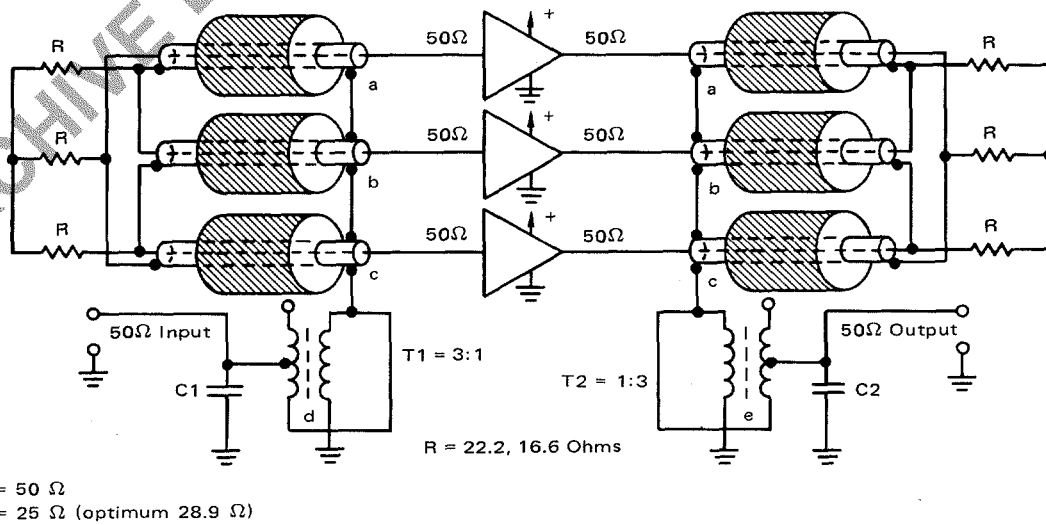 CHIVE
R
R
R
a
b
c
50Ω
50Ω
50Ω
+
+
+
50Ω
50Ω
50Ω
a
b
c
R
R
R
50Ω Input
C1
d
T1 = 3:1
T2 = 1:3
e
50Ω Output
C2
R = 22.2, 16.6 Ohms
= 50 Ω
= 25 Ω (optimum 28.9 Ω)